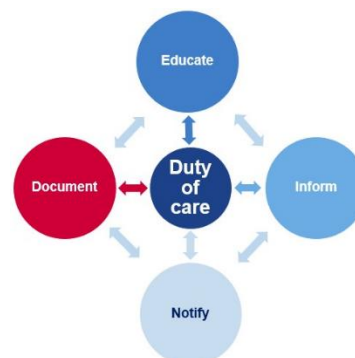 Educate
Document
Duty
of
care
Inform
Notify